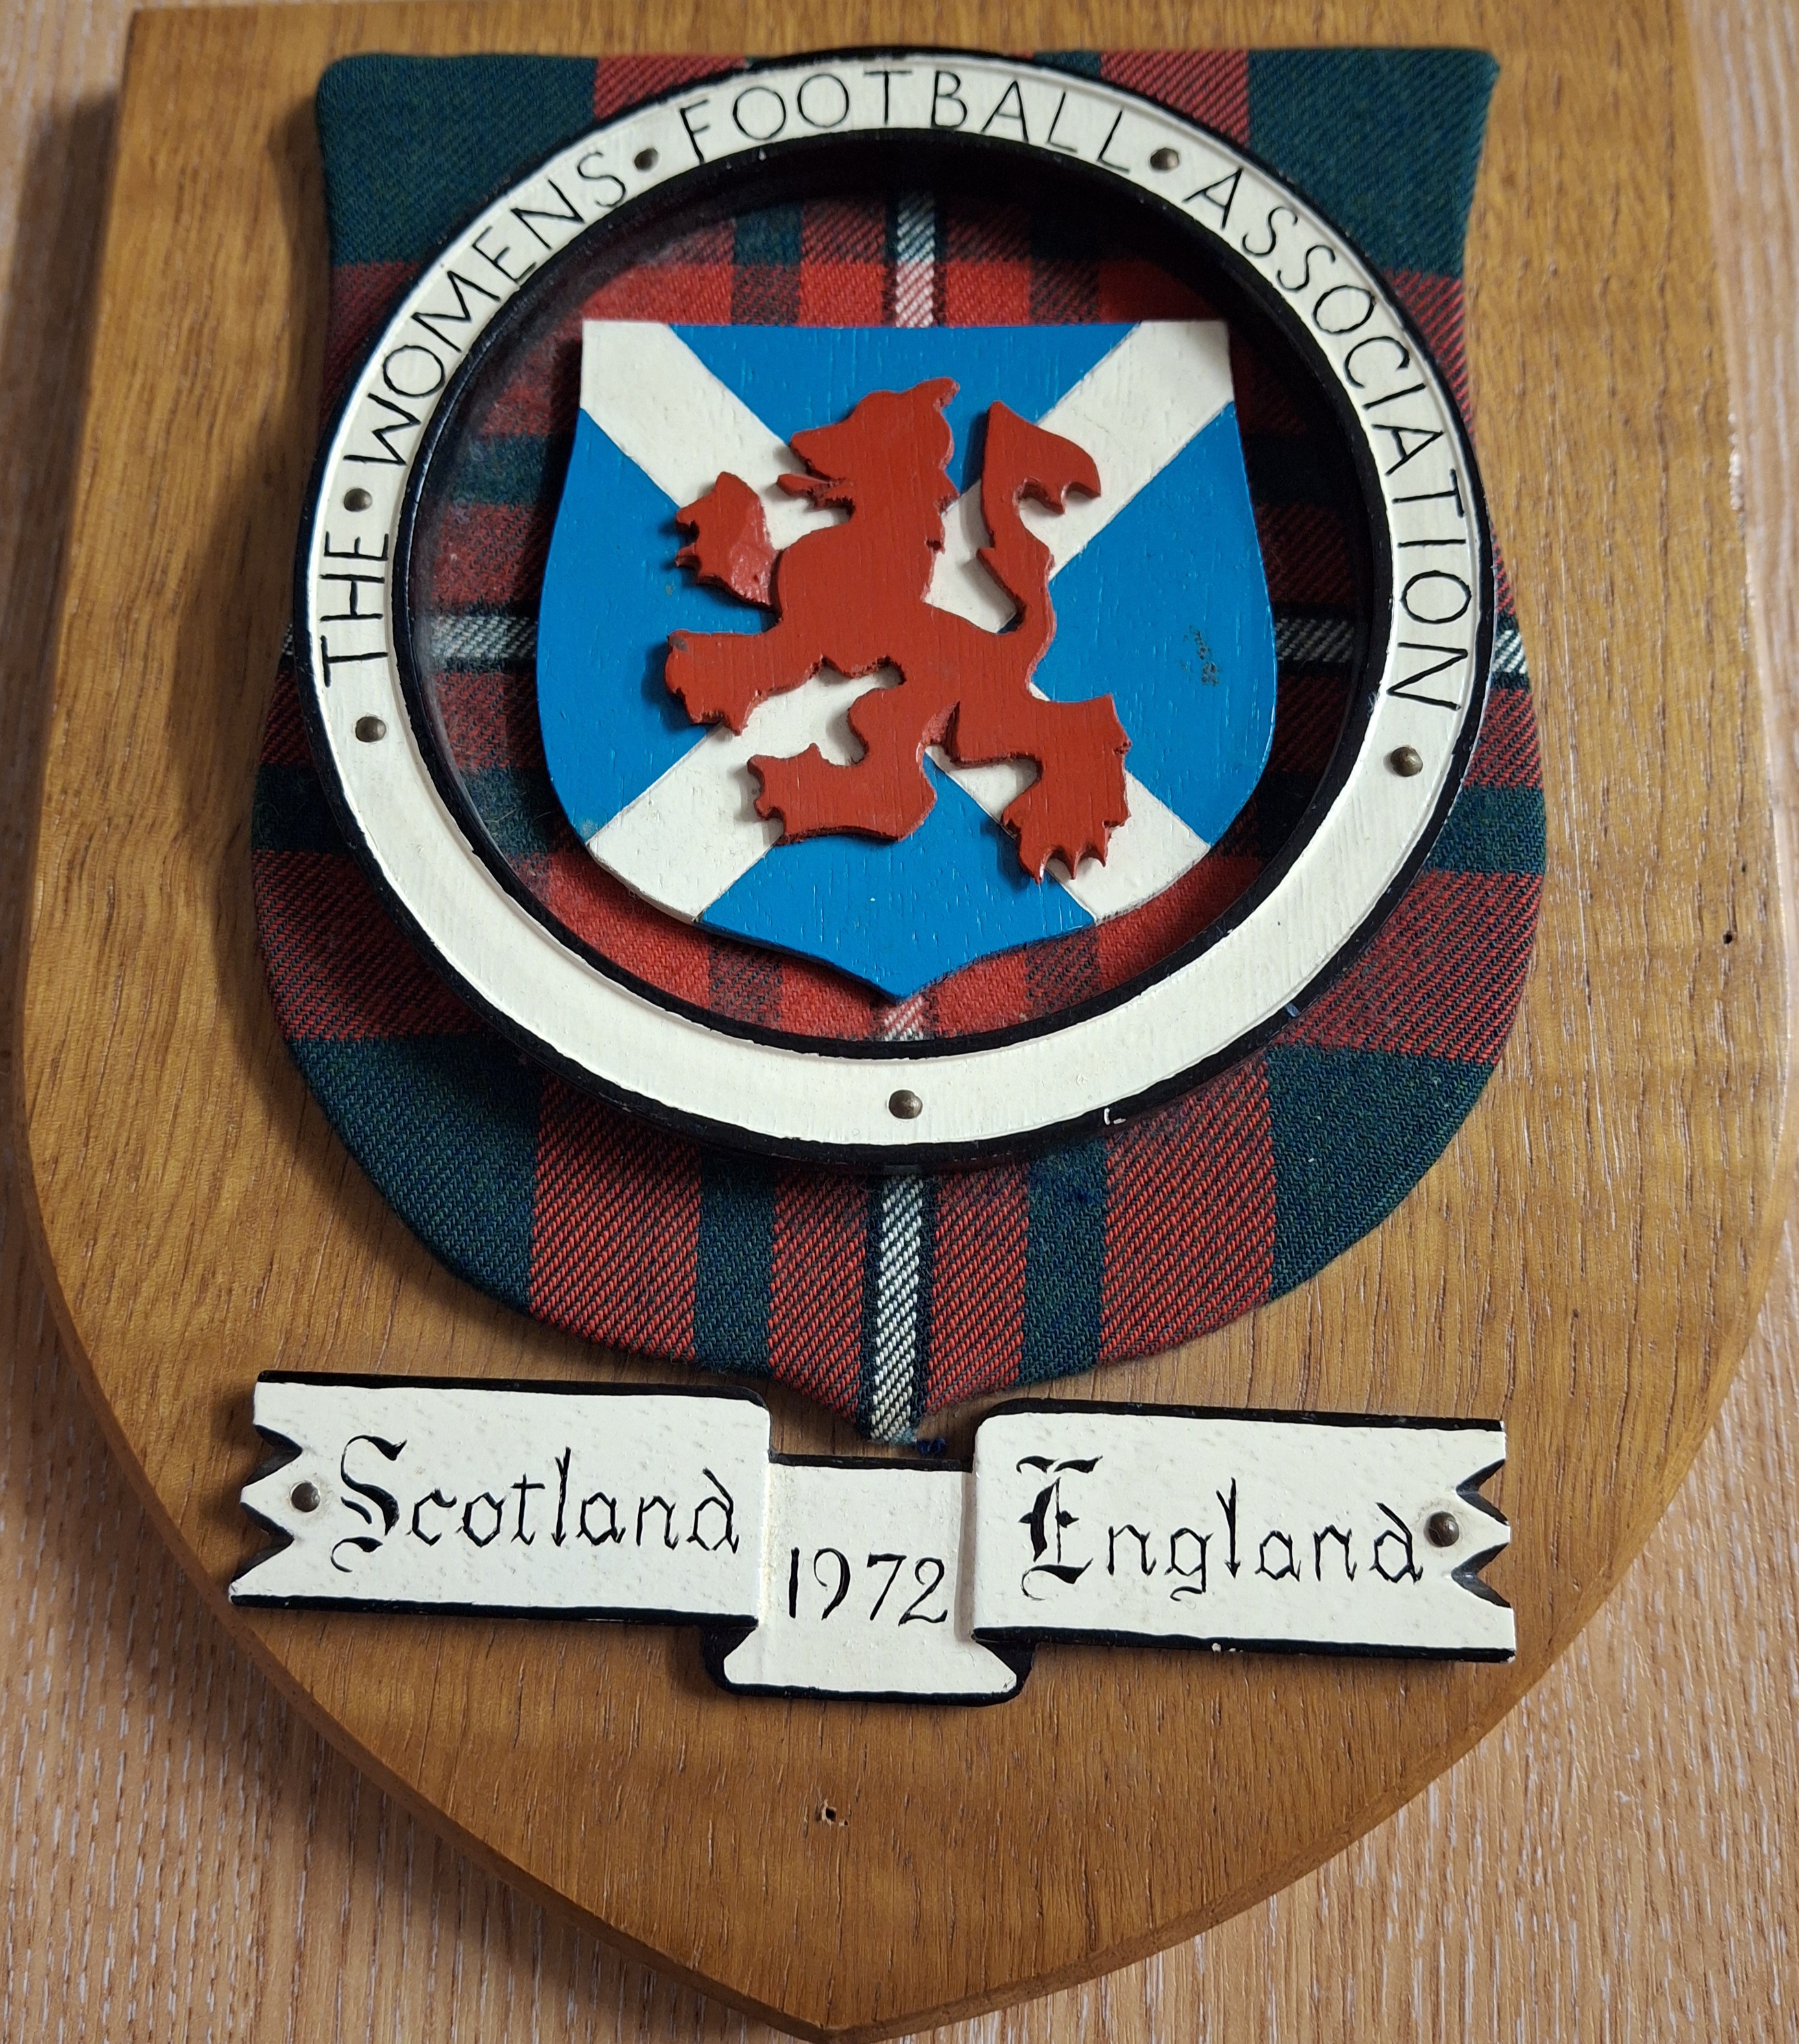 THE • WOMENS • FOOTBALL • ASSOCIATION
Scotland 1972 England